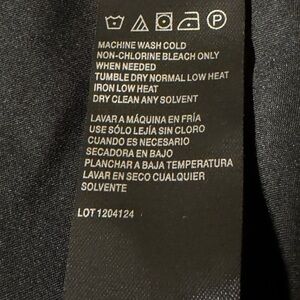 MACHINE WASH COLD
NON-CHLORINE BLEACH ONLY
WHEN NEEDED
TUMBLE DRY NORMAL LOW HEAT
IRON LOW HEAT
DRY CLEAN ANY SOLVENT
LAVAR A MÁQUINA EN FRÍA
USE SÓLO LEJÍA SIN CLORO
CUANDO ES NECESARIO
SECADORA EN BAJO
PLANCHAR A BAJA TEMPERATURA
LAVAR EN SECO CUALQUIER
SOLVENTE
LOT1204124